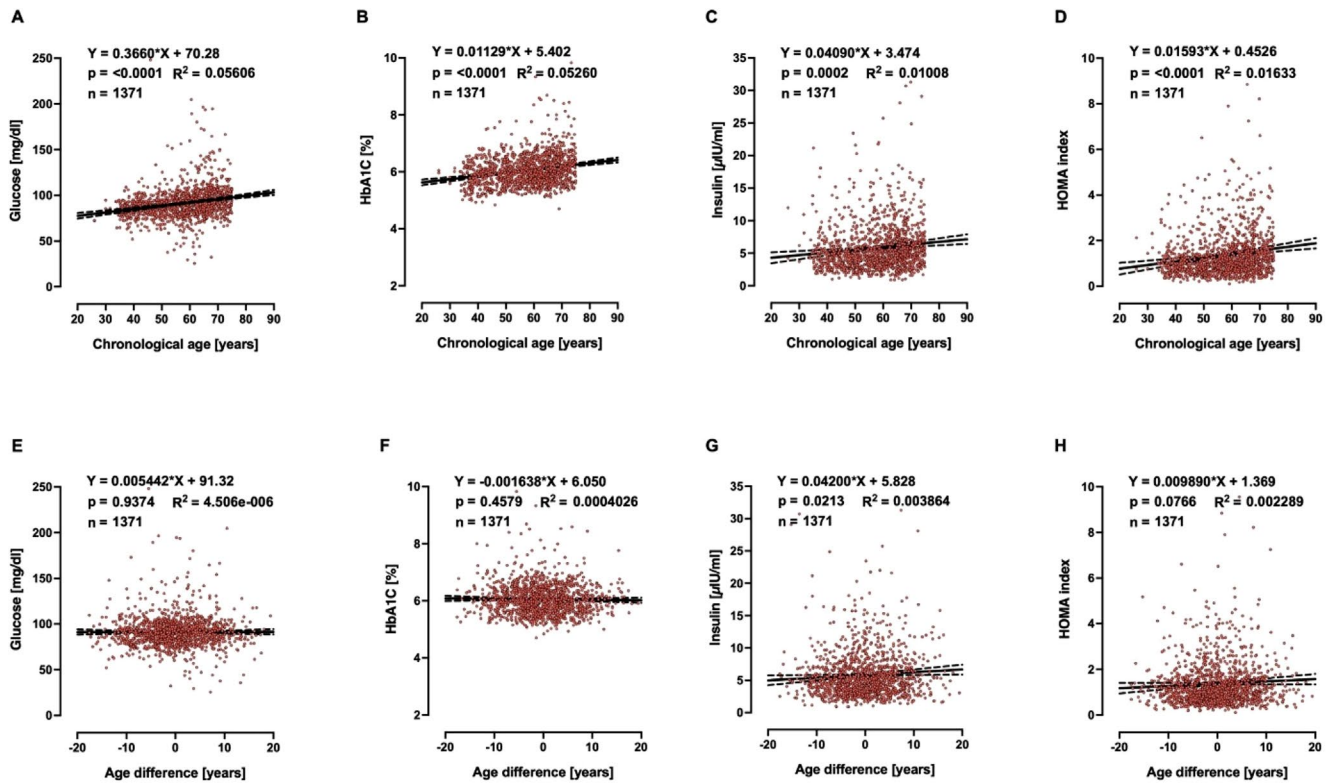 A
B
C
D
Y = 0.3660*X + 70.28
p = <0.0001 R2 = 0.05606
n = 1371
250
200
150
100
50
0
Glucose [mg/dl]
20 30 40 50 60 70 80 90
Chronological age [years]
Y = 0.01129*X + 5.402
p = <0.0001 R2 = 0.05260
n = 1371
10
8
6
4
2
HbA1C [%]
20 30 40 50 60 70 80 90
Chronological age [years]
Y = 0.04090*X + 3.474
p = 0.0002 R2 = 0.01008
n = 1371
35
30
25
20
15
10
5
0
Insulin [µIU/ml]
20 30 40 50 60 70 80 90
Chronological age [years]
Y = 0.01593*X + 0.4526
p = <0.0001 R2 = 0.01633
n = 1371
10
8
6
4
2
0
HOMA index
20 30 40 50 60 70 80 90
Chronological age [years]
E
F
G
H
Y = 0.005442*X + 91.32
p = 0.9374 R2 = 4.506e-006
n = 1371
250
200
150
100
50
0
Glucose [mg/dl]
-20 -10 0 10 20
Age difference [years]
Y = -0.001638*X + 6.050
p = 0.4579 R2 = 0.0004026
n = 1371
10
8
6
4
2
HbA1C [%]
-20 -10 0 10 20
Age difference [years]
Y = 0.04200*X + 5.828
p = 0.0213 R2 = 0.003864
n = 1371
35
30
25
20
15
10
5
0
Insulin [µIU/ml]
-20 -10 0 10 20
Age difference [years]
Y = 0.009890*X + 1.369
p = 0.0766 R2 = 0.002289
n = 1371
10
8
6
4
2
0
HOMA index
-20 -10 0 10 20
Age difference [years]